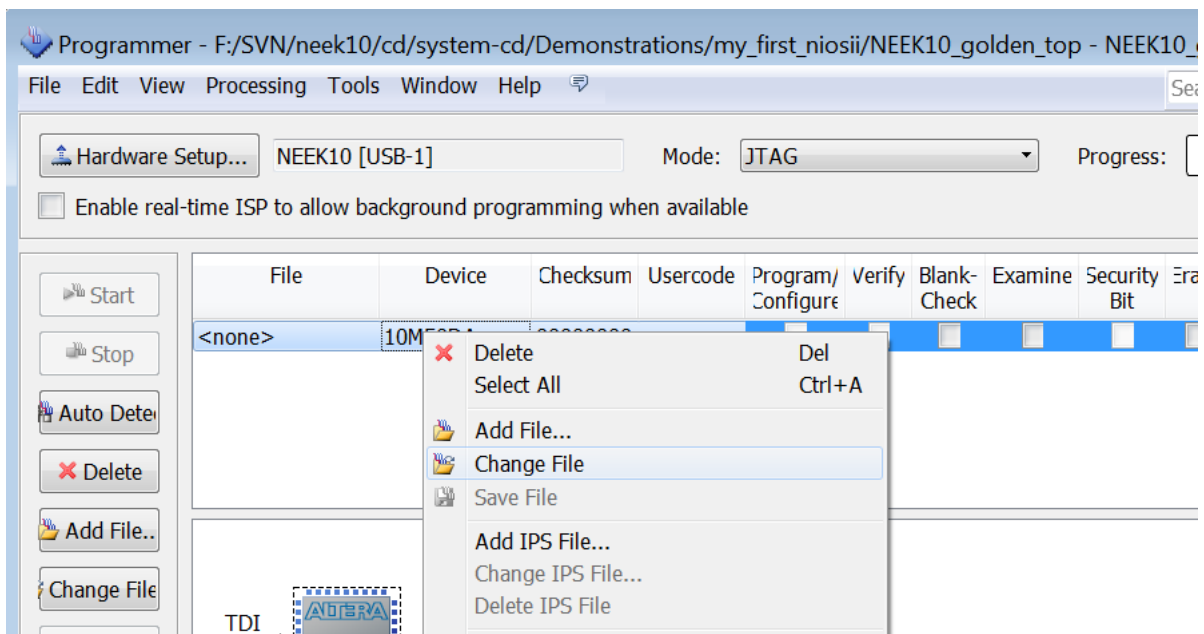 Programmer - F:/SVN/neek10/cd/system-cd/Demonstrations/my_first_niosii/NEEK10_golden_top - NEEK10_
File Edit View Processing Tools Window Help
Sea
Hardware Setup... NEEK10 [USB-1] Mode: JTAG Progress:
Enable real-time ISP to allow background programming when available
File Device Checksum Usercode Program/ Configure Verify Blank- Check Examine Security Bit Era
Start
<none> 10M
Stop
Delete Del
Select All Ctrl+A
Auto Dete
Add File...
Change File
Delete
Save File
Add File..
Add IPS File...
Change IPS File...
Change File
Delete IPS File
TDI
ALTERA